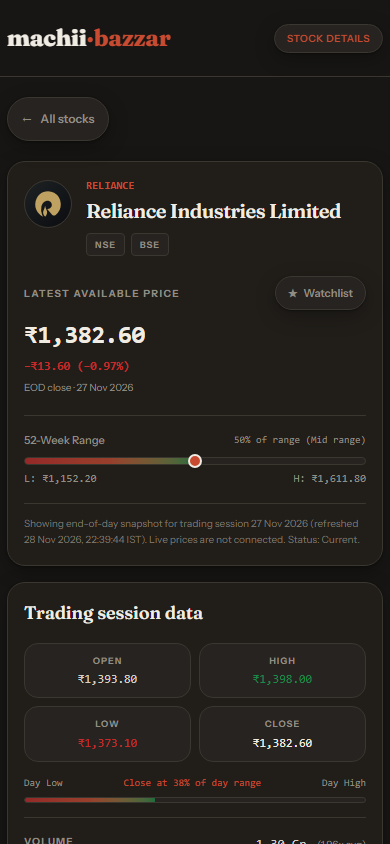 machii·bazzar
STOCK DETAILS
← All stocks
RELIANCE
Reliance Industries Limited
NSE BSE
LATEST AVAILABLE PRICE
★ Watchlist
₹1,382.60
−₹13.60 (−0.97%)
EOD close · 27 Nov 2026
52-Week Range
50% of range (Mid range)
L: ₹1,152.20
H: ₹1,611.80
Showing end-of-day snapshot for trading session 27 Nov 2026 (refreshed
28 Nov 2026, 22:39:44 IST). Live prices are not connected. Status: Current.
Trading session data
OPEN
₹1,393.80
HIGH
₹1,398.00
LOW
₹1,373.10
CLOSE
₹1,382.60
Day Low
Close at 38% of day range
Day High
VOLUME
1.30 Cr